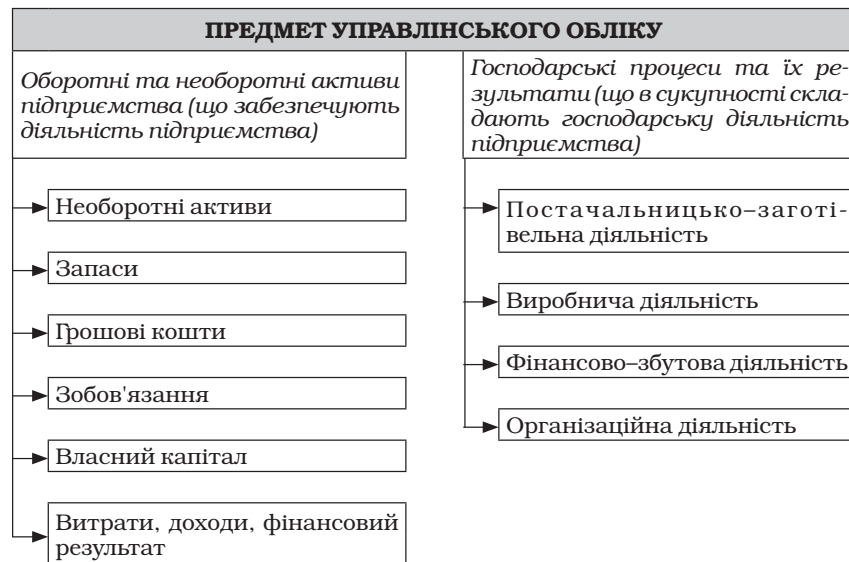 ПРЕДМЕТ УПРАВЛІНСЬКОГО ОБЛІКУ
Оборотні та необоротні активи
підприємства (що забезпечують
діяльність підприємства)
Необоротні активи
Запаси
Грошові кошти
Зобов'язання
Власний капітал
Витрати, доходи, фінансовий
результат
Господарські процеси та їх ре-
зультати (що в сукупності скла-
дають господарську діяльність
підприємства)
Постачальницько–заготі-
вельна діяльність
Виробнича діяльність
Фінансово–збутова діяльність
Організаційна діяльність